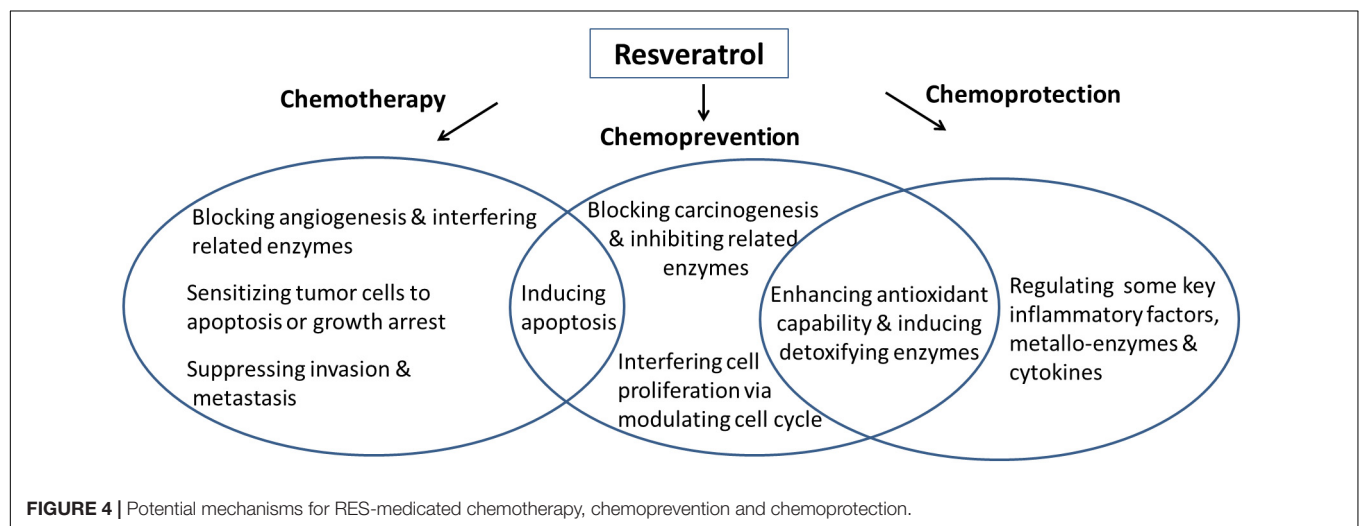 Resveratrol
Chemotherapy
Chemoprevention
Chemoprotection
Blocking angiogenesis & interfering
related enzymes
Sensitizing tumor cells to
apoptosis or growth arrest
Suppressing invasion &
metastasis
Inducing
apoptosis
Blocking carcinogenesis
& inhibiting related
enzymes
Interfering cell
proliferation via
modulating cell cycle
Enhancing antioxidant
capability & inducing
detoxifying enzymes
Regulating some key
inflammatory factors,
metallo-enzymes &
cytokines
FIGURE 4 | Potential mechanisms for RES-medicated chemotherapy, chemoprevention and chemoprotection.